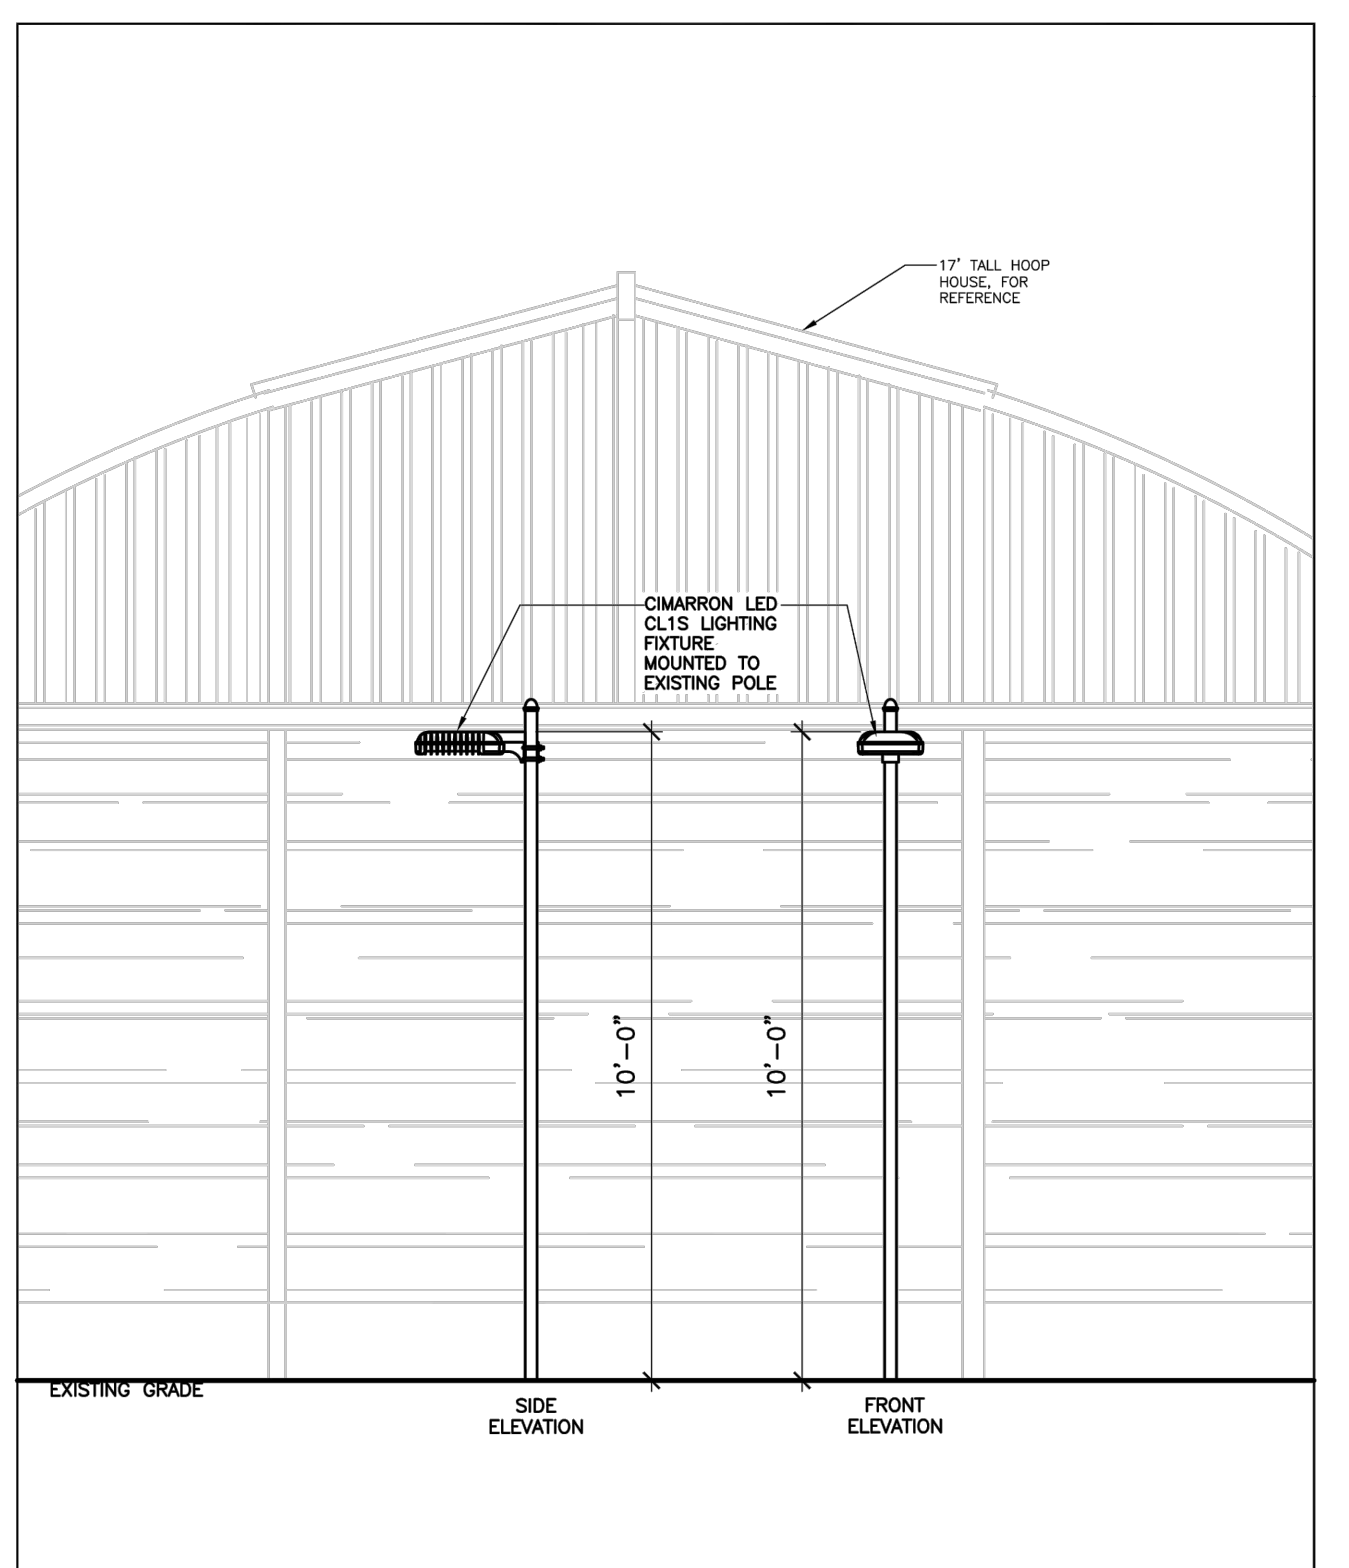 17' TALL HOOP
HOUSE, FOR
REFERENCE
CIMARRON LED
CL1S LIGHTING
FIXTURE
MOUNTED TO
EXISTING POLE
10'-0"
10'-0"
EXISTING GRADE
SIDE
ELEVATION
FRONT
ELEVATION